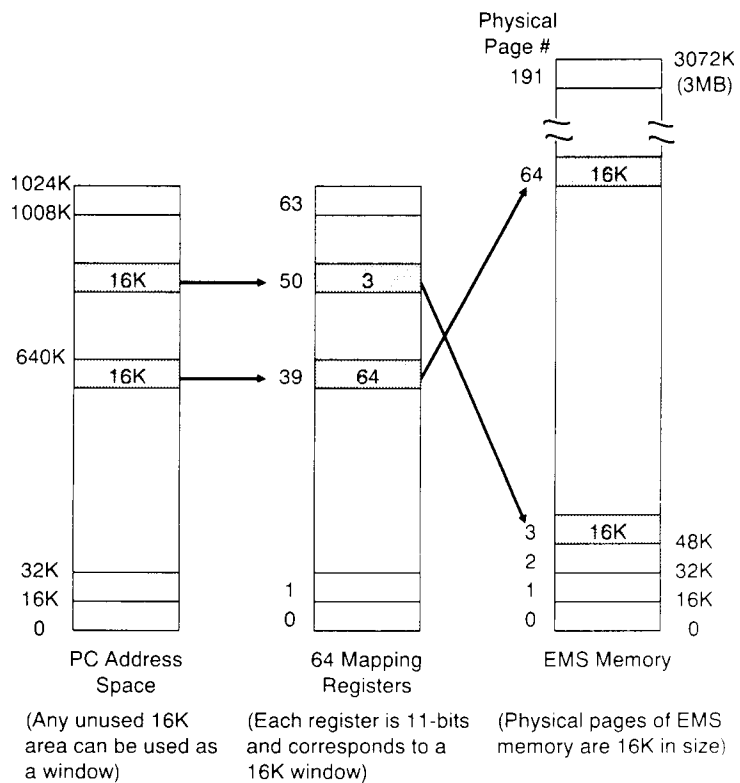 Physical
Page #
191
3072K
(3MB)
64
16K
1024K
1008K
63
16K
50
3
640K
16K
39
64
3
16K
48K
2
32K
1
16K
0
0
32K
16K
0
1
0
PC Address
Space
64 Mapping
Registers
EMS Memory
(Any unused 16K
area can be used as
a window)
(Each register is 11-bits
and corresponds to a
16K window)
(Physical pages of EMS
memory are 16K in size)